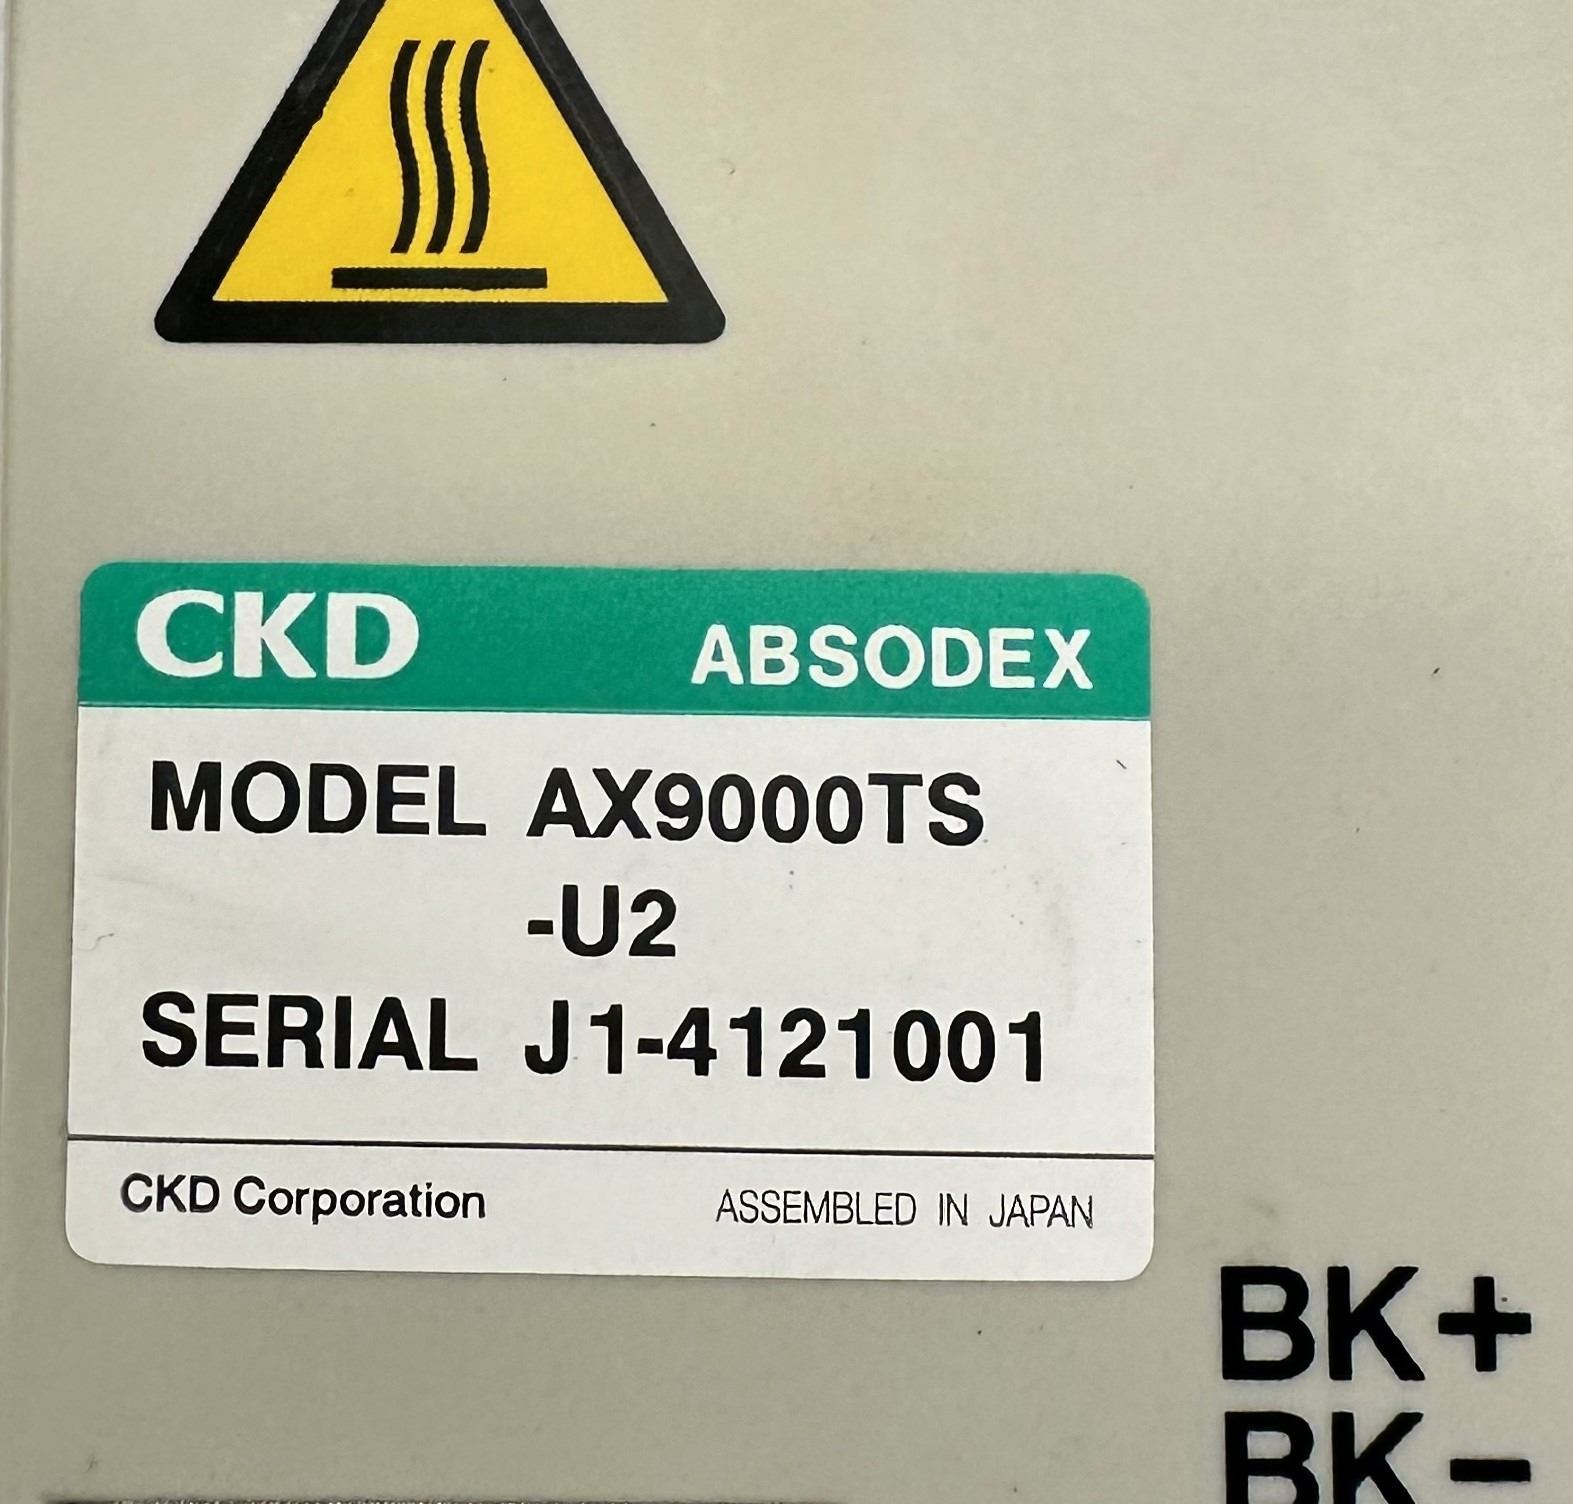 CKD ABSODEX
MODEL AX9000TS
-U2
SERIAL J1-4121001
CKD Corporation ASSEMBLED IN JAPAN
BK+
BK-